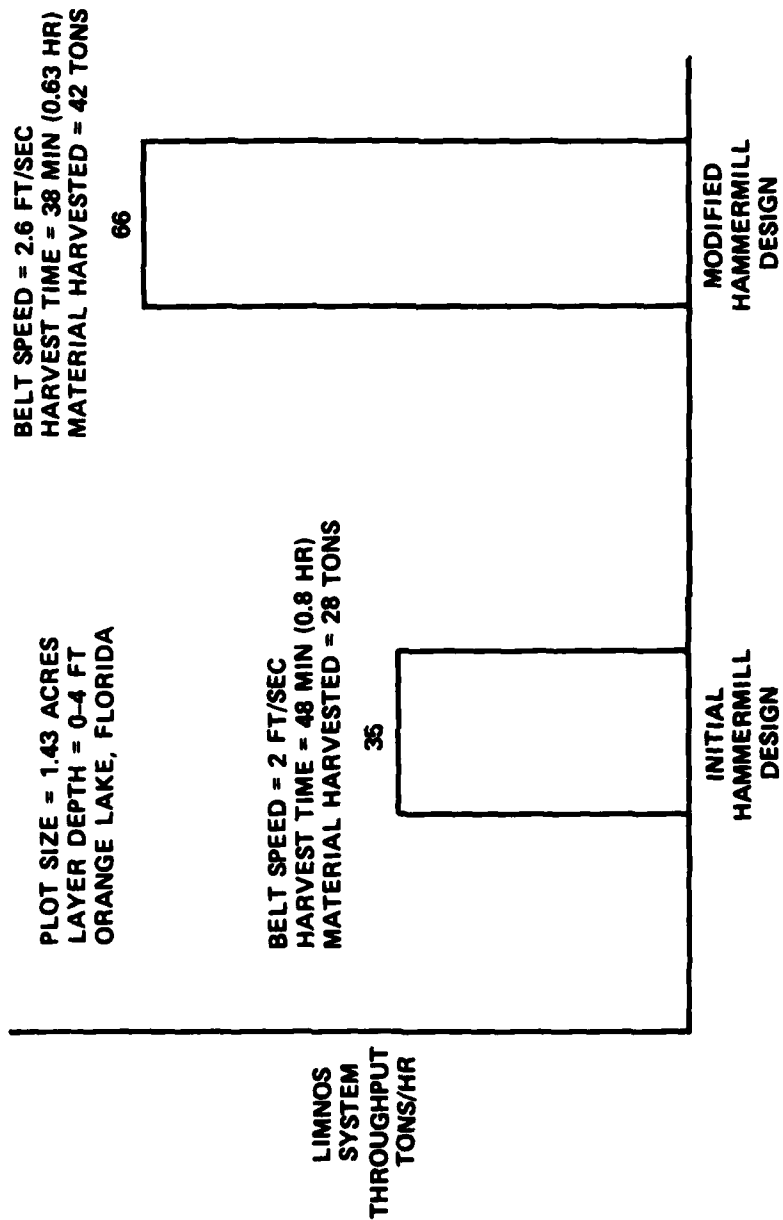 LIMNOS
SYSTEM
THROUGHPUT
TONS/HR
PLOT SIZE = 1.43 ACRES
LAYER DEPTH = 0-4 FT
ORANGE LAKE, FLORIDA
BELT SPEED = 2 FT/SEC
HARVEST TIME = 48 MIN (0.8 HR)
MATERIAL HARVESTED = 28 TONS
35
BELT SPEED = 2.6 FT/SEC
HARVEST TIME = 38 MIN (0.63 HR)
MATERIAL HARVESTED = 42 TONS
66
INITIAL
HAMMERMILL
DESIGN
MODIFIED
HAMMERMILL
DESIGN